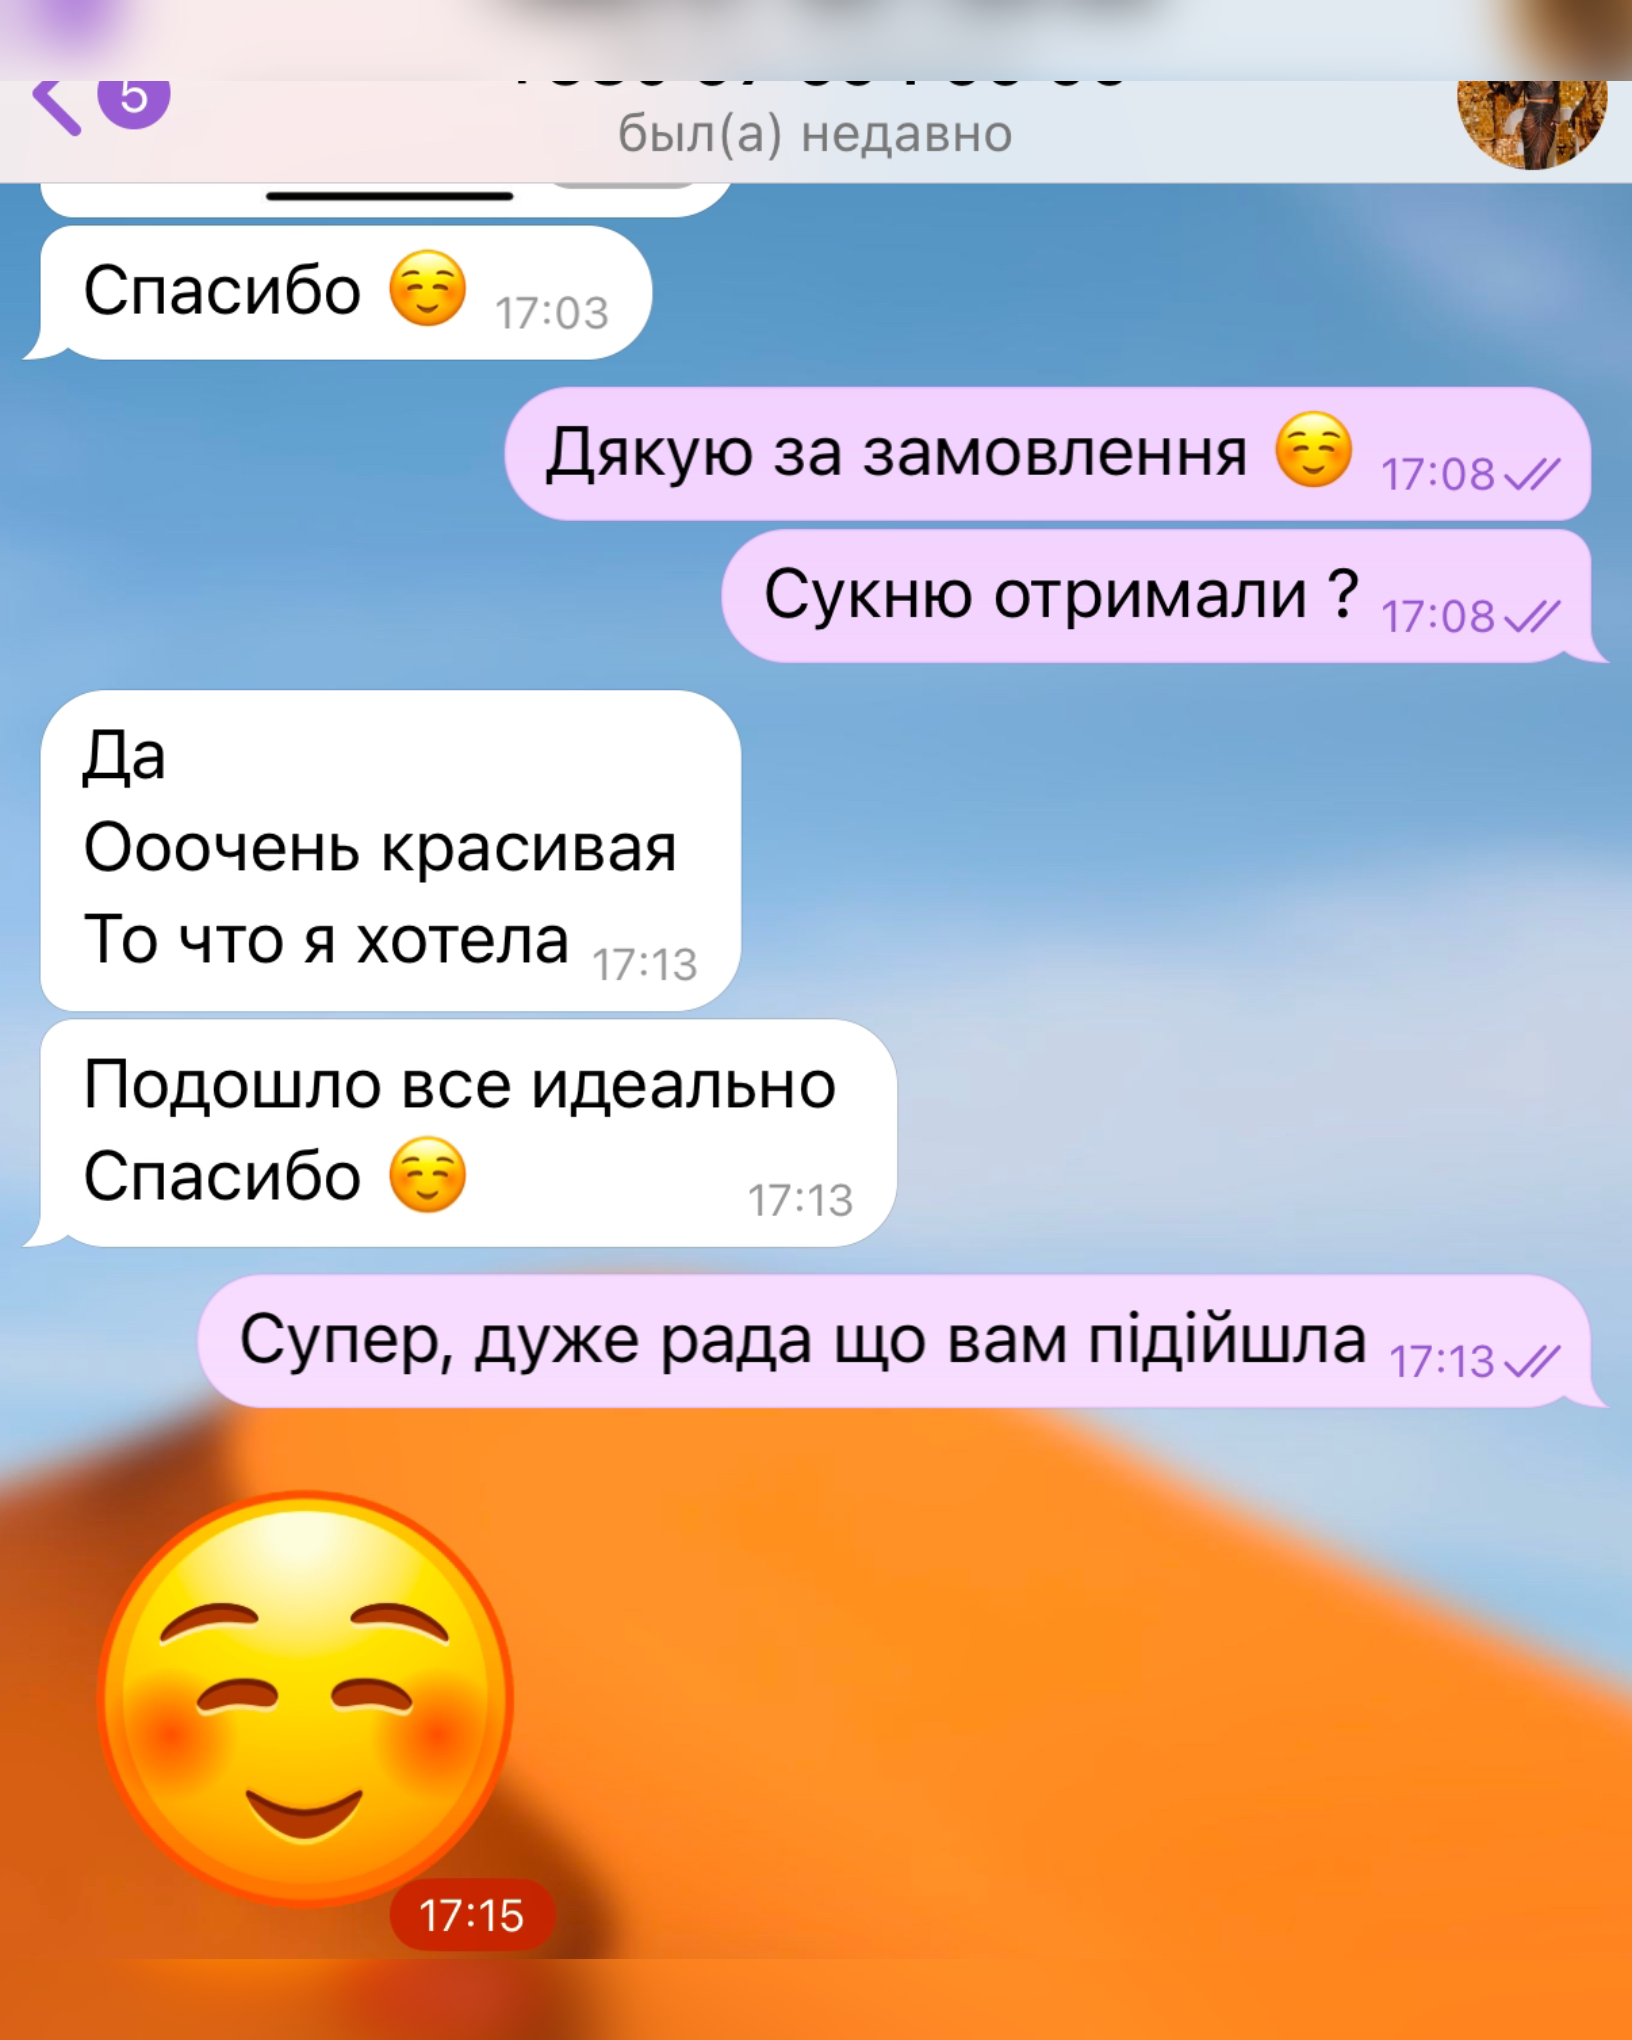 5
был(а) недавно
Спасибо ☺️ 17:03
Дякую за замовлення ☺️ 17:08
Сукню отримали ? 17:08
Да
Ооочень красивая
То что я хотела 17:13
Подошло все идеально
Спасибо ☺️ 17:13
Супер, дуже рада що вам підійшла 17:13
17:15